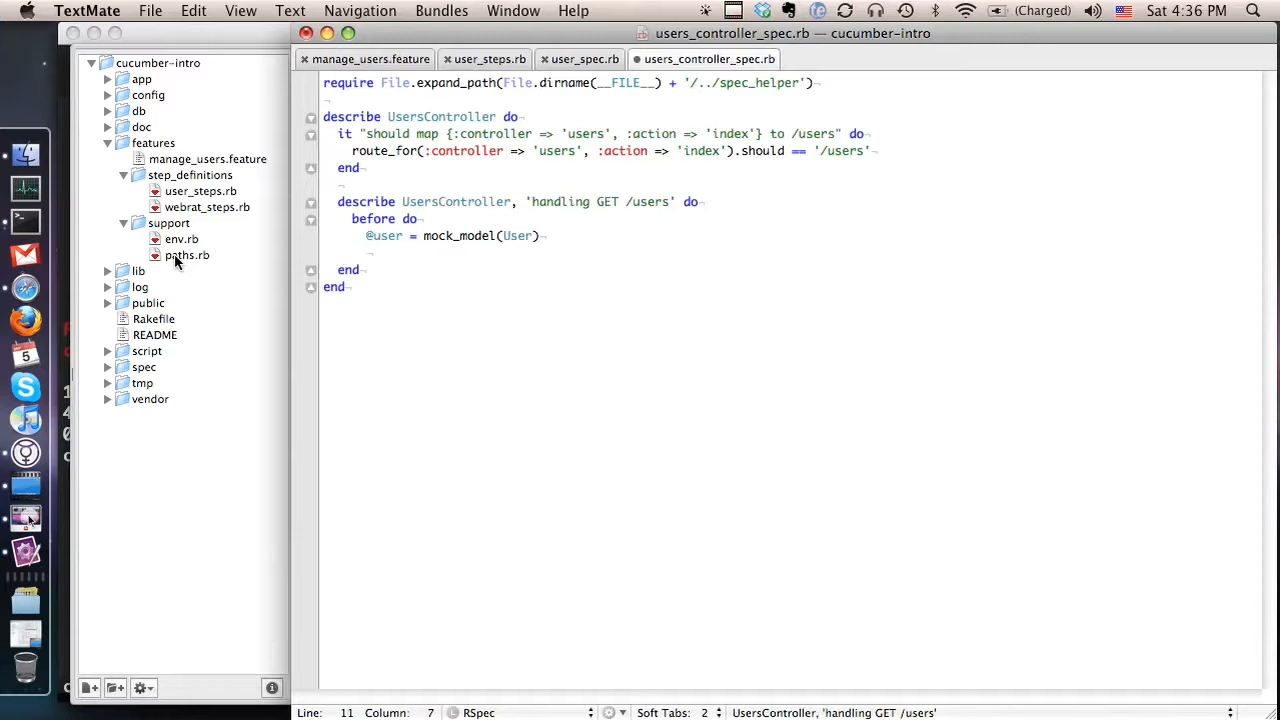 TextMate File Edit View Text Navigation Bundles Window Help (Charged) Sat 4:36 PM
users_controller_spec.rb — cucumber-intro
manage_users.feature user_steps.rb user_spec.rb users_controller_spec.rb
cucumber-intro
app
config
db
doc
features
manage_users.feature
step_definitions
user_steps.rb
webrat_steps.rb
support
env.rb
paths.rb
lib
log
public
Rakefile
README
script
spec
tmp
vendor
require File.expand_path(File.dirname(__FILE__) + '/../spec_helper')
describe UsersController do
it "should map {:controller => 'users', :action => 'index'} to /users" do
route_for(:controller => 'users', :action => 'index').should == '/users'
end
describe UsersController, 'handling GET /users' do
before do
@user = mock_model(User)
end
end
5
Line: 11 Column: 7 RSpec Soft Tabs: 2 UsersController, 'handling GET /users'